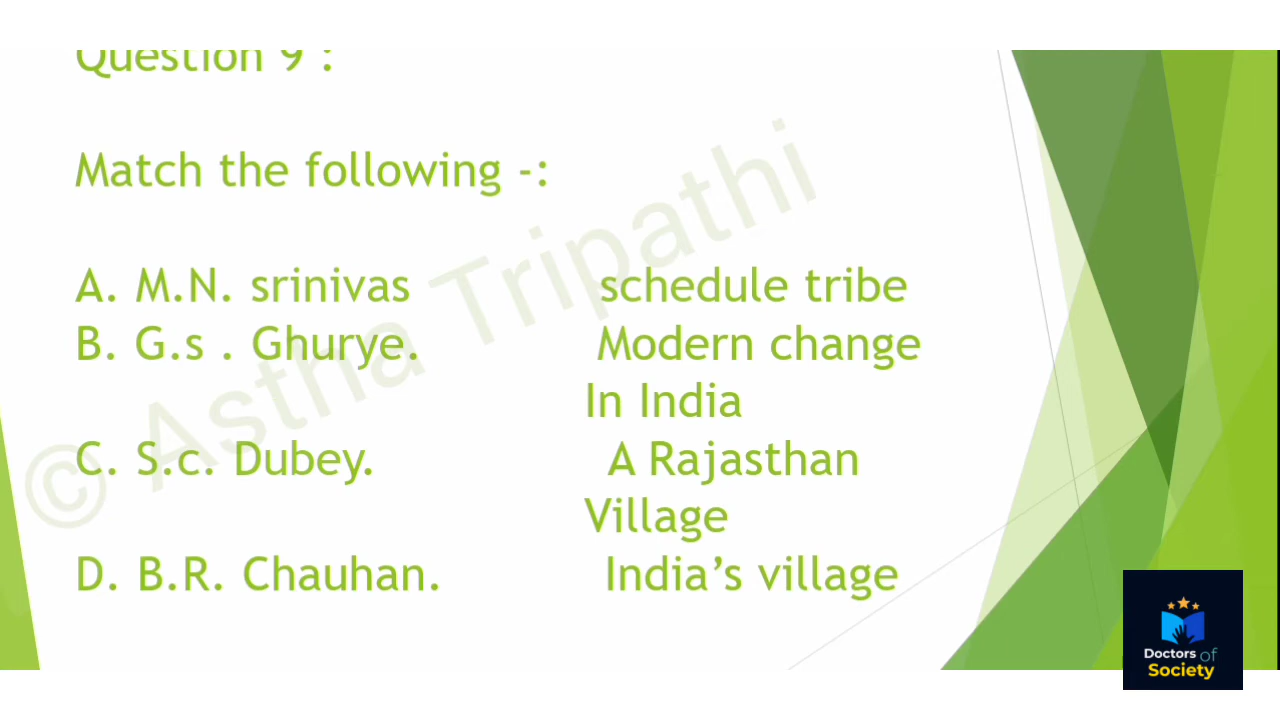 Question 9 :
Match the following -:
A. M.N. srinivas schedule tribe
B. G.s . Ghurye. Modern change
In India
C. S.c. Dubey. A Rajasthan
Village
D. B.R. Chauhan. India’s village
© Astha Tripathi
Doctors of
Society